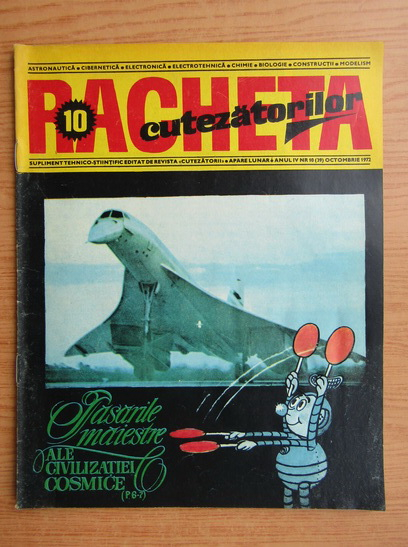 ASTRONAUTICĂ • CIBERNETICĂ • ELECTRONICĂ • ELECTROTEHNICĂ • CHIMIE • BIOLOGIE • CONSTRUCTII • MODELISM
RACHETA
10
cutezătorilor
SUPLIMENT TEHNICO-ȘTIINȚIFIC EDITAT DE REVISTA «CUTEZĂTORII» • APARE LUNAR • ANUL IV NR 10 (39) OCTOMBRIE 1972
Păsările
măiestre
ALE
CIVILIZAȚIEI
COSMICE
(P 6-7)